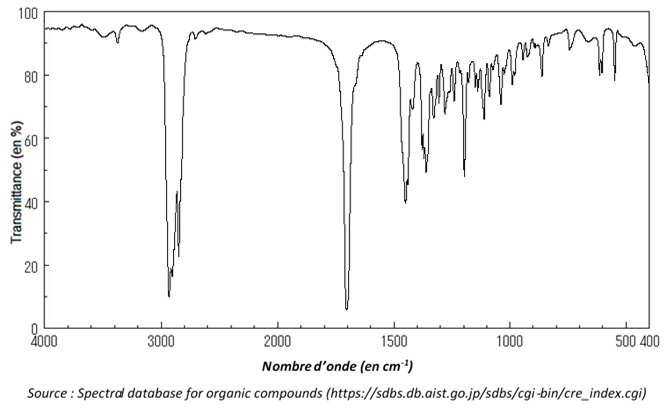 100
80
60
40
20
0
Transmittance (en %)
4000 3000 2000 1500 1000 500 400
Nombre d'onde (en cm⁻¹)
Source : Spectral database for organic compounds (https://sdbs.db.aist.go.jp/sdbs/cgi-bin/cre_index.cgi)